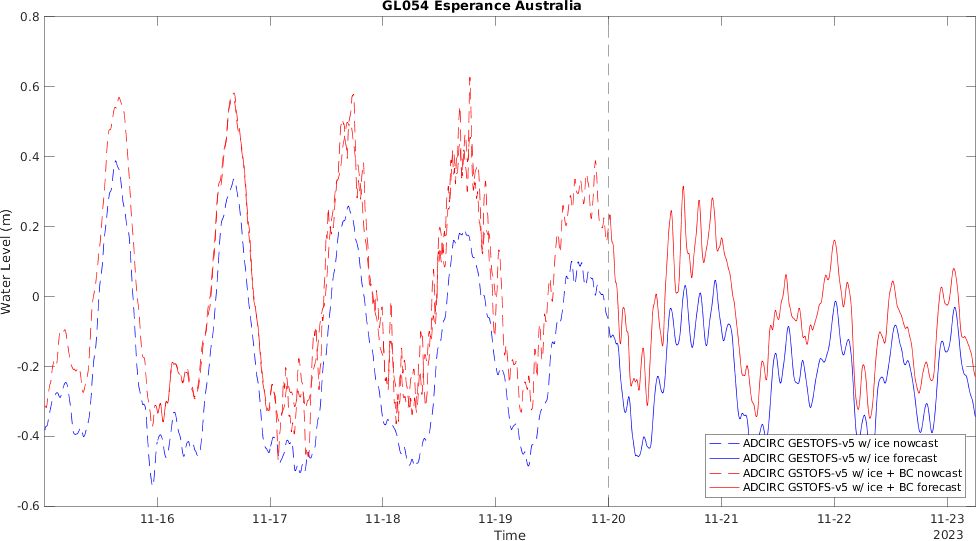 GL054 Esperance Australia
0.8
0.6
0.4
0.2
0
-0.2
-0.4
-0.6
Water Level (m)
ADCIRC GESTOFS-v5 w/ ice nowcast
ADCIRC GESTOFS-v5 w/ ice forecast
ADCIRC GSTOFS-v5 w/ ice + BC nowcast
ADCIRC GSTOFS-v5 w/ ice + BC forecast
11-16 11-17 11-18 11-19 11-20 11-21 11-22 11-23
Time 2023